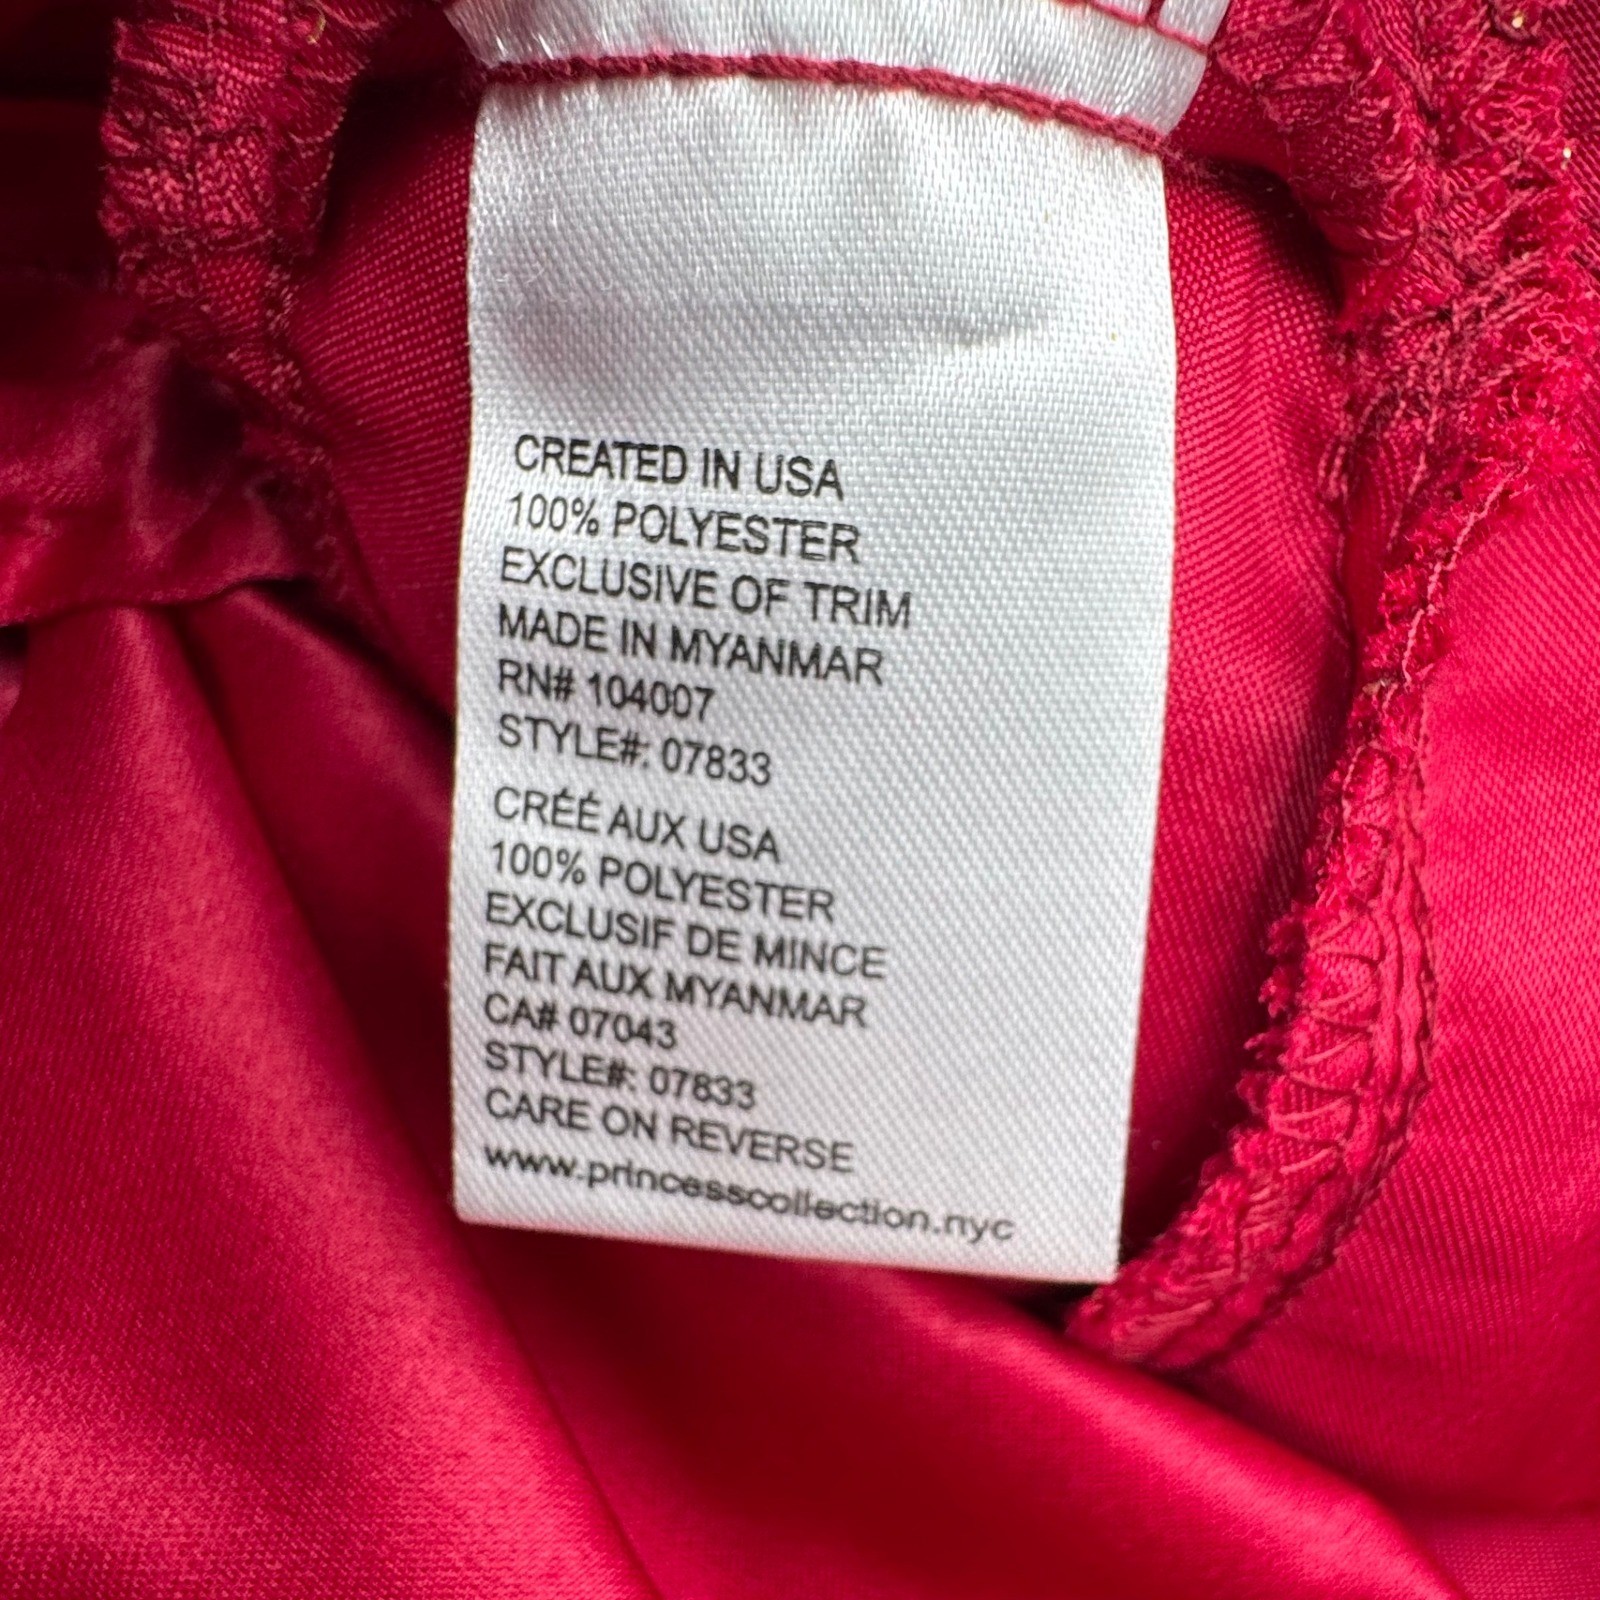 CREATED IN USA
100% POLYESTER
EXCLUSIVE OF TRIM
MADE IN MYANMAR
RN# 104007
STYLE#: 07833
CRÉÉ AUX USA
100% POLYESTER
EXCLUSIF DE MINCE
FAIT AUX MYANMAR
CA# 07043
STYLE#: 07833
CARE ON REVERSE
www.princesscollection.nyc